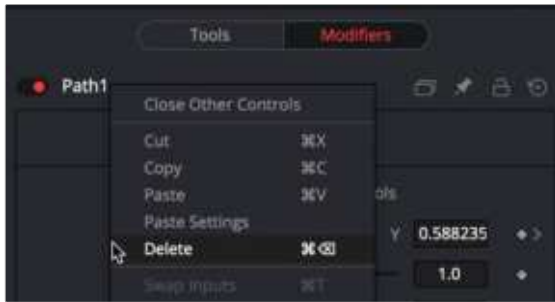 Tools Modifiers
Path1
Close Other Controls
Cut ⌘X
Copy ⌘C
Paste ⌘V
ols
Paste Settings
Y 0.588235
Delete ⌘⌫
1.0
Swap Inputs ⌘T